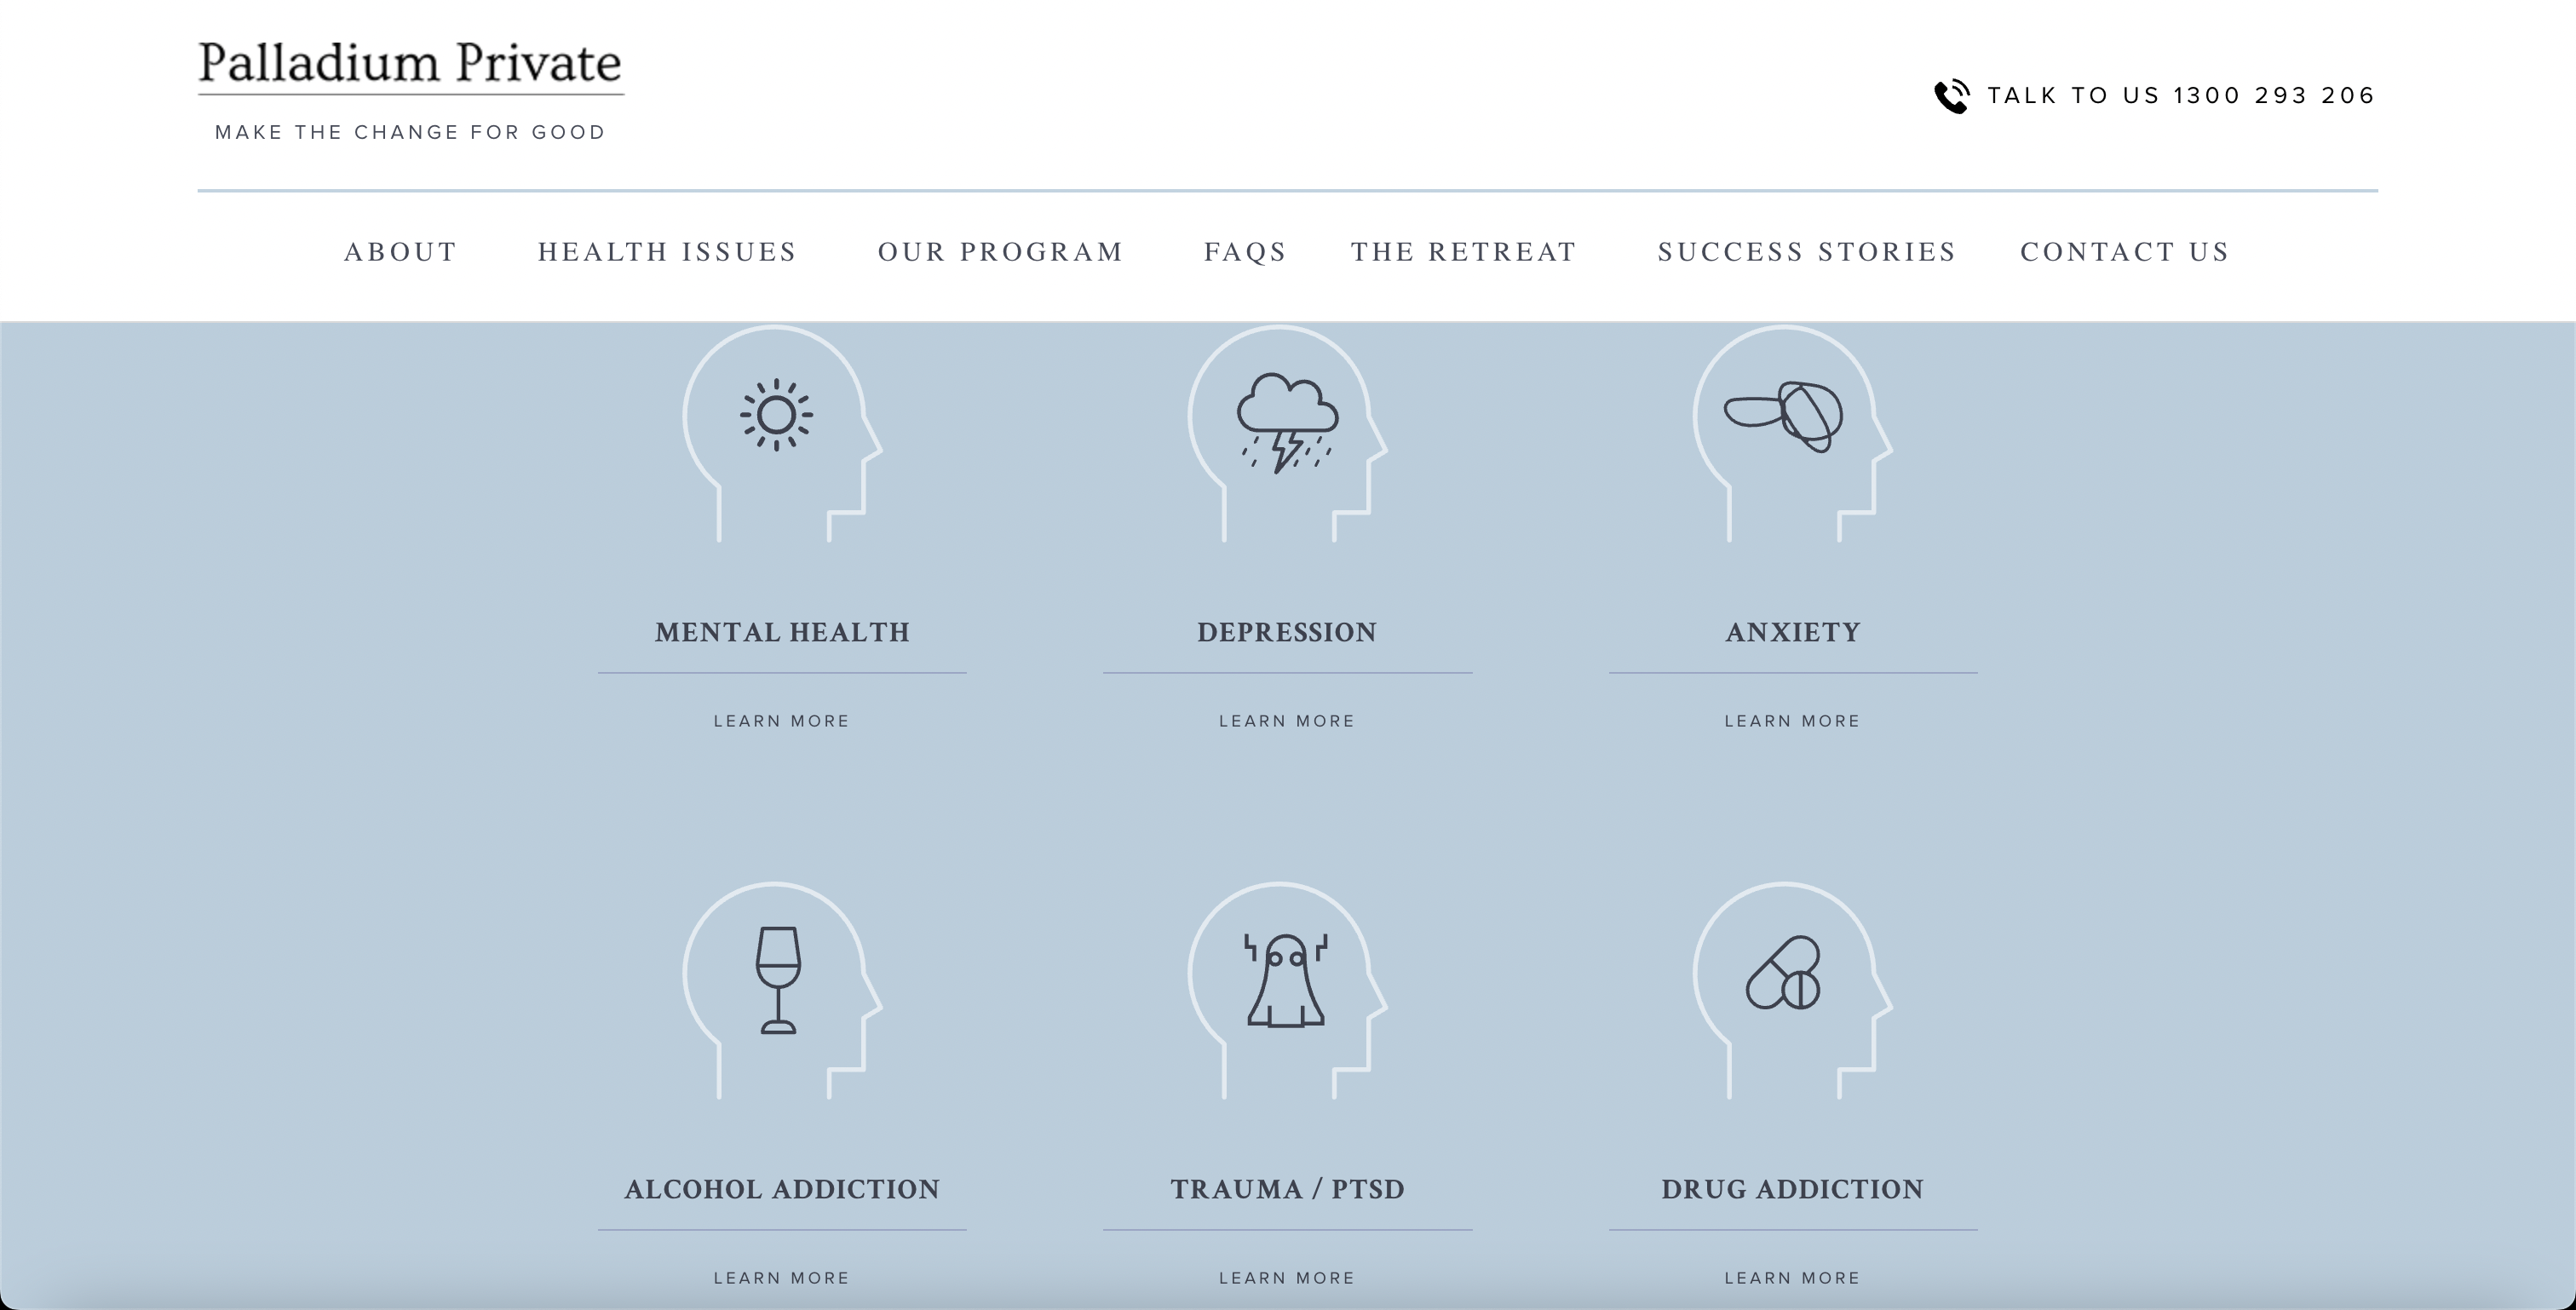 Palladium Private
MAKE THE CHANGE FOR GOOD
TALK TO US 1300 293 206
ABOUT HEALTH ISSUES OUR PROGRAM FAQS THE RETREAT SUCCESS STORIES CONTACT US
MENTAL HEALTH DEPRESSION ANXIETY
LEARN MORE LEARN MORE LEARN MORE
ALCOHOL ADDICTION TRAUMA / PTSD DRUG ADDICTION
LEARN MORE LEARN MORE LEARN MORE